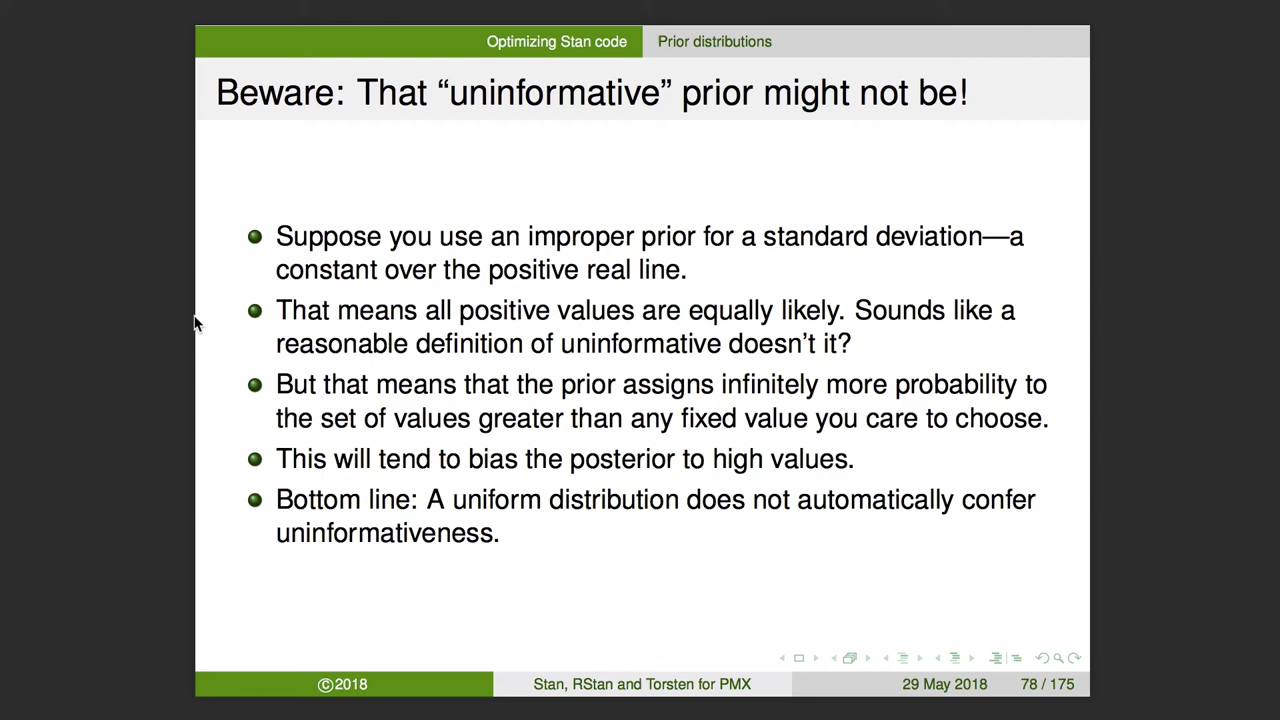 Optimizing Stan code Prior distributions
Beware: That “uninformative” prior might not be!
Suppose you use an improper prior for a standard deviation—a
constant over the positive real line.
That means all positive values are equally likely. Sounds like a
reasonable definition of uninformative doesn’t it?
But that means that the prior assigns infinitely more probability to
the set of values greater than any fixed value you care to choose.
This will tend to bias the posterior to high values.
Bottom line: A uniform distribution does not automatically confer
uninformativeness.
©2018 Stan, RStan and Torsten for PMX 29 May 2018 78 / 175